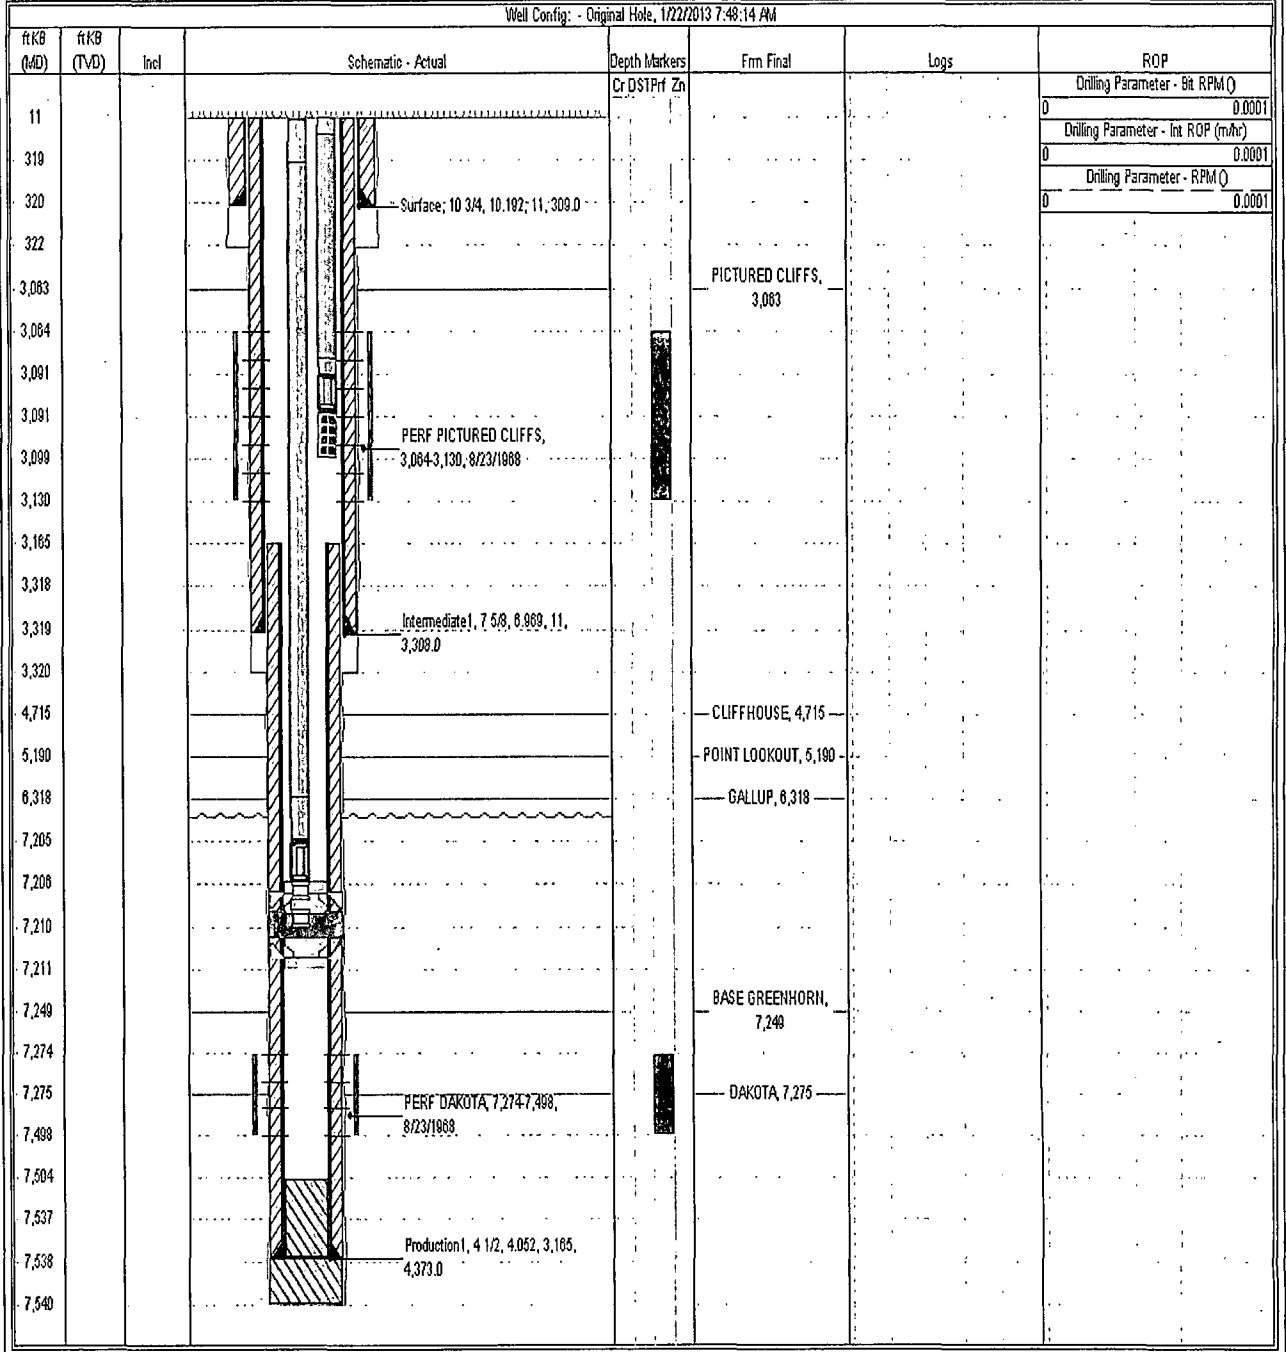 Well Config: - Original Hole, 1/22/2013 7:48:14 AM
ftKB
(MD)
ftKB
(TVD)
Incl
Schematic - Actual
Depth Markers
Frm Final
Logs
ROP
Cr DST Prf Zn
Drilling Parameter - Bit RPM ()
0 0.0001
Drilling Parameter - Int ROP (m/hr)
0 0.0001
Drilling Parameter - RPM ()
0 0.0001
11
319
320
Surface; 10 3/4, 10.192; 11, 309.0
322
3,063
PICTURED CLIFFS,
3,063
3,064
3,091
3,091
PERF PICTURED CLIFFS,
3,064-3,130, 8/23/1968
3,099
3,130
3,165
3,318
3,319
Intermediate1, 7 5/8, 6.969, 11,
3,308.0
3,320
4,715
CLIFFHOUSE, 4,715
5,190
POINT LOOKOUT, 5,190
6,318
GALLUP, 6,318
7,205
7,206
7,210
7,211
7,249
BASE GREENHORN,
7,249
7,274
7,275
DAKOTA, 7,275
PERF DAKOTA, 7,274-7,498,
8/23/1968
7,498
7,504
7,537
7,538
Production1, 4 1/2, 4.052, 3,165,
4,373.0
7,540